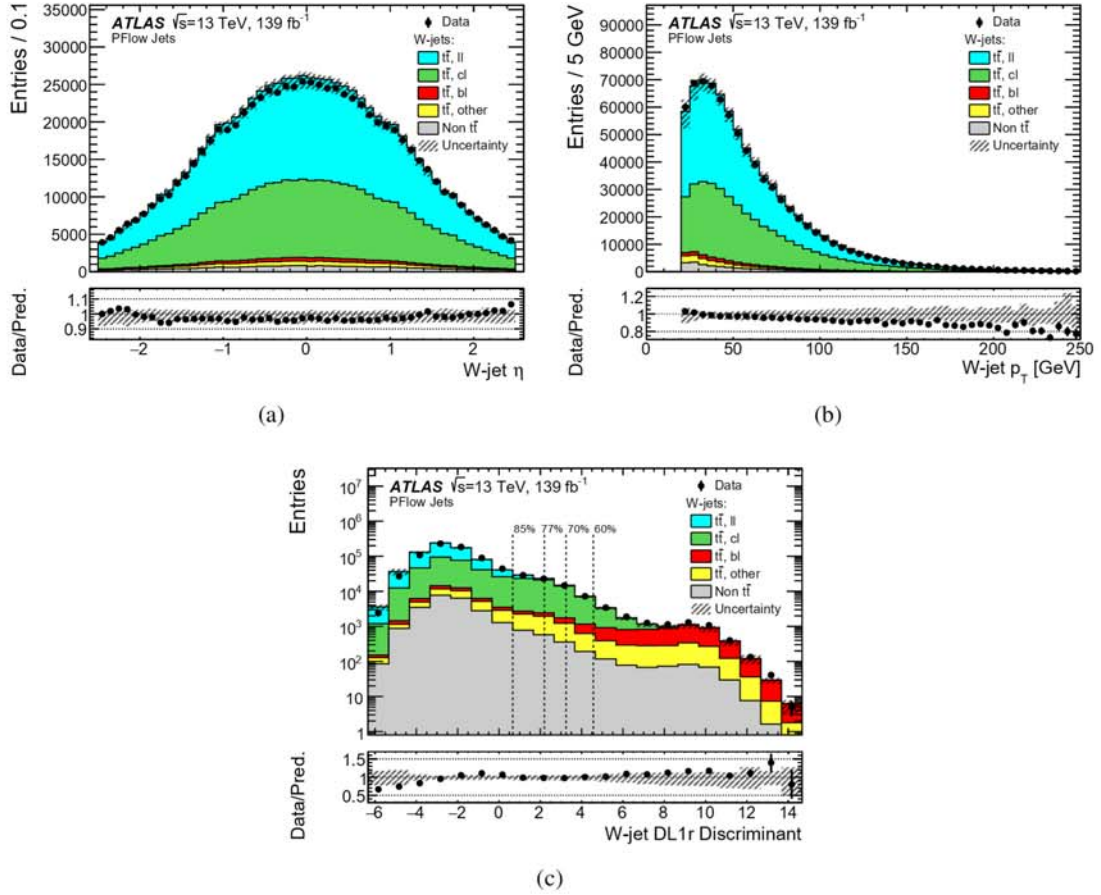 ATLAS √s=13 TeV, 139 fb⁻¹
PFlow Jets
Data
W-jets:
tt̄, ll
tt̄, cl
tt̄, bl
tt̄, other
Non tt̄
Uncertainty
Entries / 0.1
35000
30000
25000
20000
15000
10000
5000
0
Data/Pred.
1.1
1
0.9
−2 −1 0 1 2
W-jet η
(a)
ATLAS √s=13 TeV, 139 fb⁻¹
PFlow Jets
Data
W-jets:
tt̄, ll
tt̄, cl
tt̄, bl
tt̄, other
Non tt̄
Uncertainty
Entries / 5 GeV
90000
80000
70000
60000
50000
40000
30000
20000
10000
0
Data/Pred.
1.2
1
0.8
0 50 100 150 200 250
W-jet p_T [GeV]
(b)
ATLAS √s=13 TeV, 139 fb⁻¹
PFlow Jets
Data
W-jets:
tt̄, ll
tt̄, cl
tt̄, bl
tt̄, other
Non tt̄
Uncertainty
85% 77% 70% 60%
Entries
10⁷
10⁶
10⁵
10⁴
10³
10²
10
1
Data/Pred.
1.5
1
0.5
−6 −4 −2 0 2 4 6 8 10 12 14
W-jet DL1r Discriminant
(c)